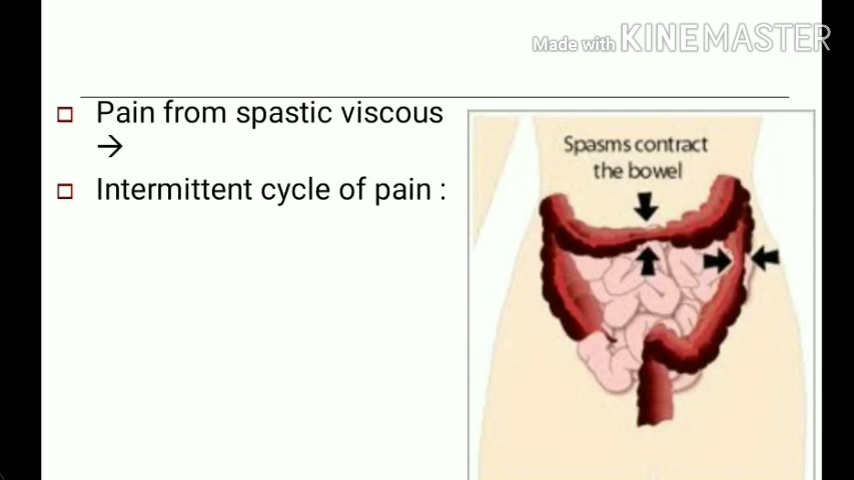 Made with KINEMASTER
Pain from spastic viscous
→
Intermittent cycle of pain :
Spasms contract
the bowel